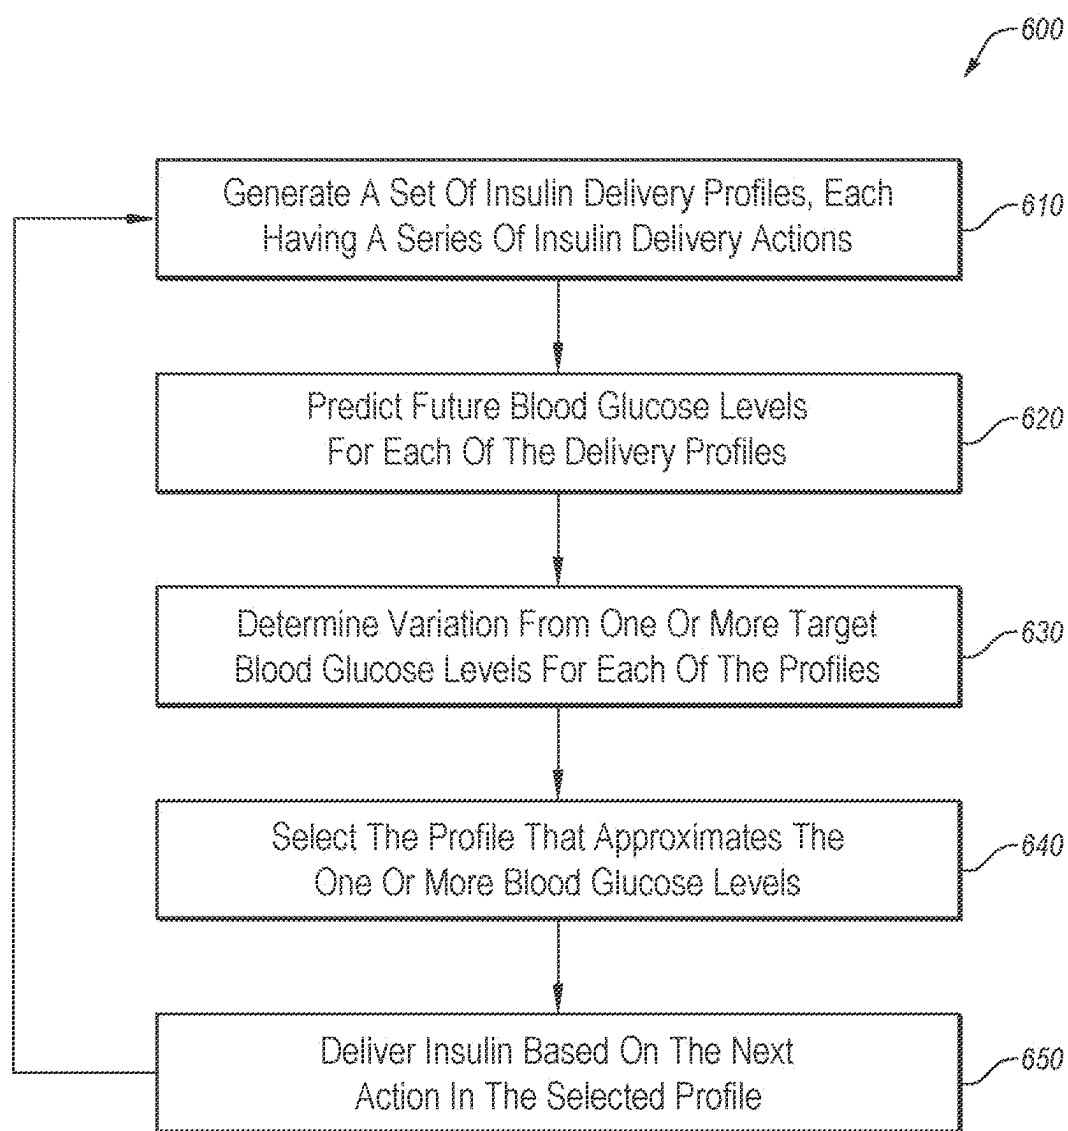 600
Generate A Set Of Insulin Delivery Profiles, Each
Having A Series Of Insulin Delivery Actions
610
Predict Future Blood Glucose Levels
For Each Of The Delivery Profiles
620
Determine Variation From One Or More Target
Blood Glucose Levels For Each Of The Profiles
630
Select The Profile That Approximates The
One Or More Blood Glucose Levels
640
Deliver Insulin Based On The Next
Action In The Selected Profile
650